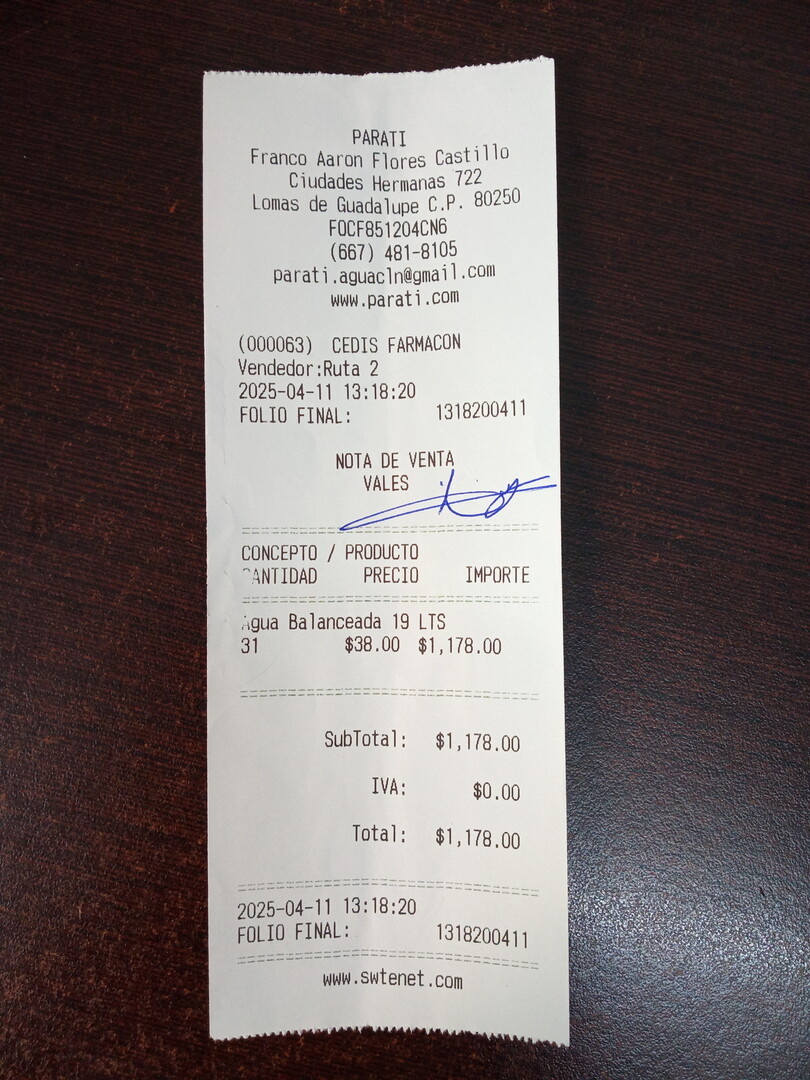 PARATI
Franco Aaron Flores Castillo
Ciudades Hermanas 722
Lomas de Guadalupe C.P. 80250
FOCF851204CN6
(667) 481-8105
parati.aguacln@gmail.com
www.parati.com
(000063) CEDIS FARMACON
Vendedor:Ruta 2
2025-04-11 13:18:20
FOLIO FINAL: 1318200411
NOTA DE VENTA
VALES
CONCEPTO / PRODUCTO
CANTIDAD PRECIO IMPORTE
Agua Balanceada 19 LTS
31 $38.00 $1,178.00
SubTotal: $1,178.00
IVA: $0.00
Total: $1,178.00
2025-04-11 13:18:20
FOLIO FINAL: 1318200411
www.swtenet.com